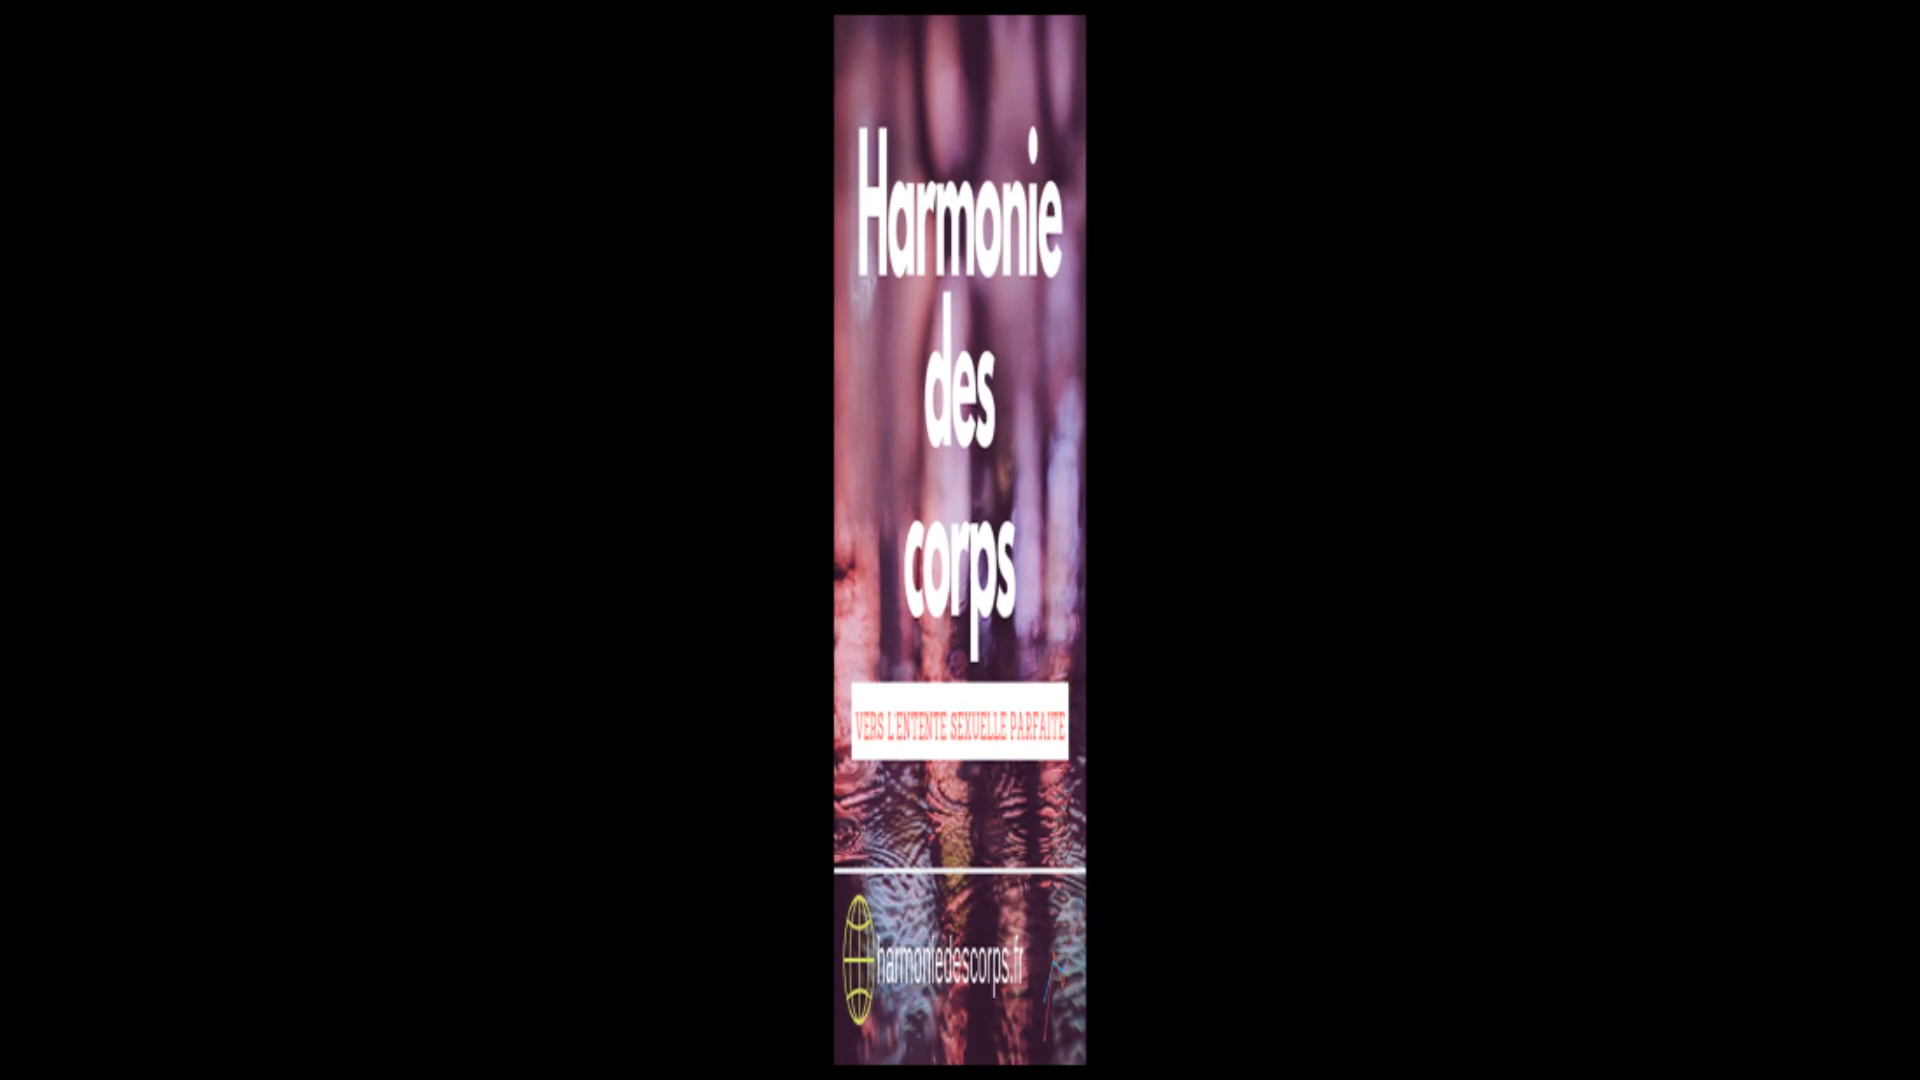 Harmonie
des
corps
VERS L'ENTENTE SEXUELLE PARFAITE
harmoniedescorps.fr